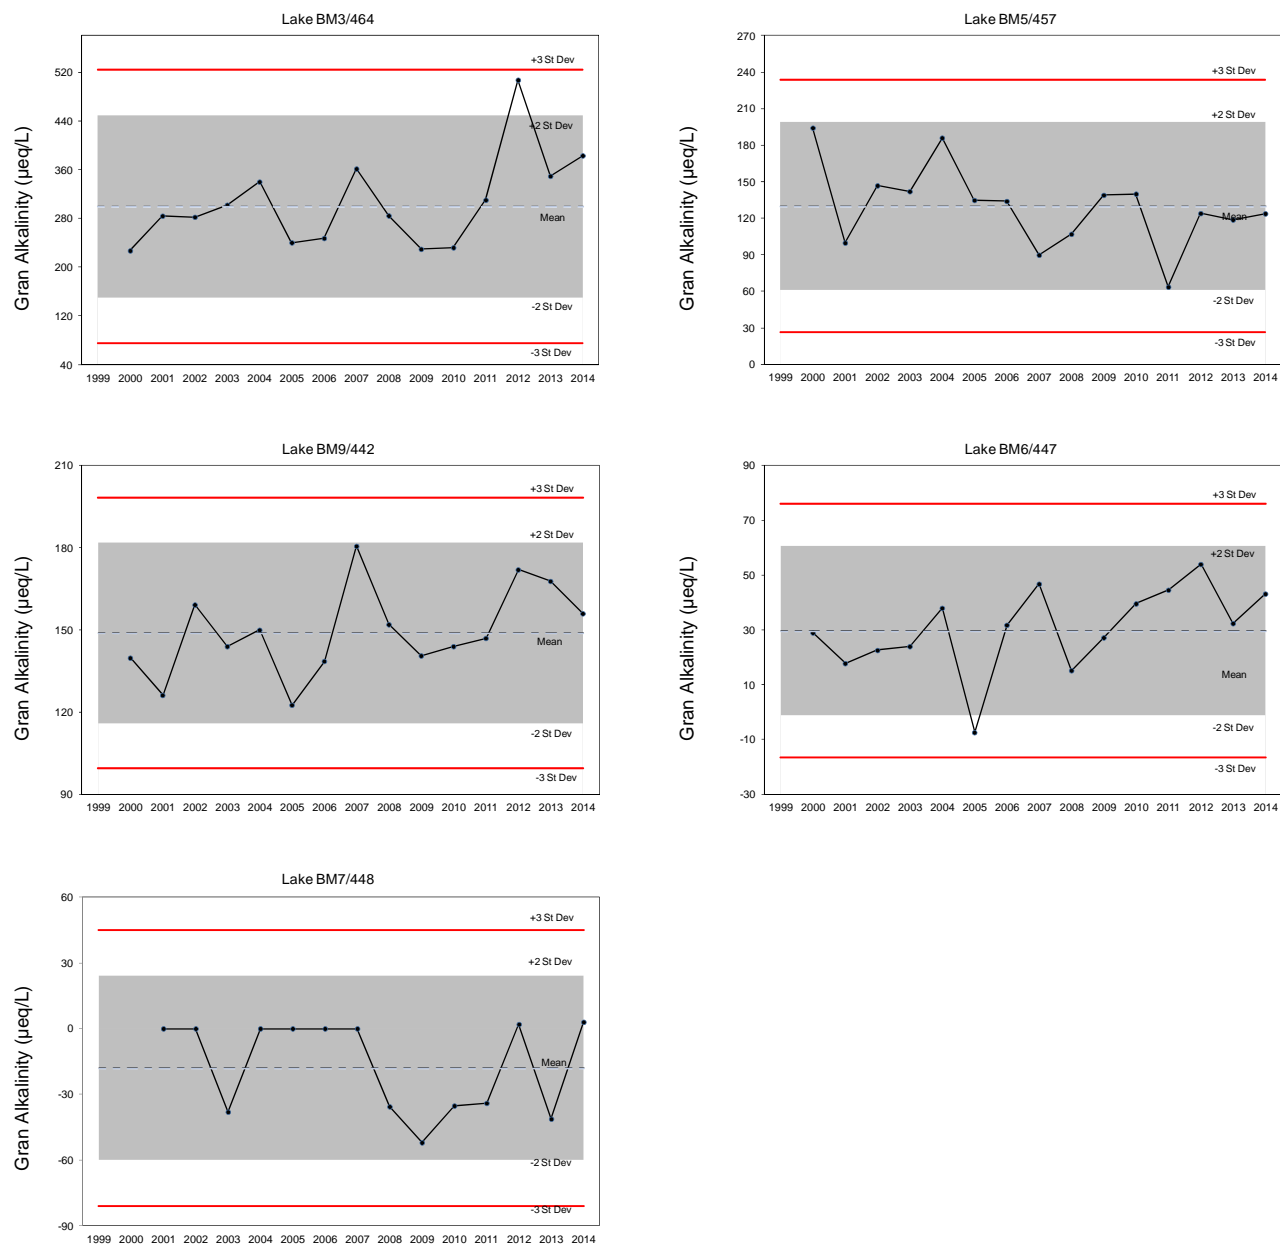 Lake BM3/464
Gran Alkalinity (µeq/L)
520
440
360
280
200
120
40
+3 St Dev
+2 St Dev
Mean
-2 St Dev
-3 St Dev
1999 2000 2001 2002 2003 2004 2005 2006 2007 2008 2009 2010 2011 2012 2013 2014
Lake BM5/457
Gran Alkalinity (µeq/L)
270
240
210
180
150
120
90
60
30
0
+3 St Dev
+2 St Dev
Mean
-2 St Dev
-3 St Dev
1999 2000 2001 2002 2003 2004 2005 2006 2007 2008 2009 2010 2011 2012 2013 2014
Lake BM9/442
Gran Alkalinity (µeq/L)
210
180
150
120
90
+3 St Dev
+2 St Dev
Mean
-2 St Dev
-3 St Dev
1999 2000 2001 2002 2003 2004 2005 2006 2007 2008 2009 2010 2011 2012 2013 2014
Lake BM6/447
Gran Alkalinity (µeq/L)
90
70
50
30
10
-10
-30
+3 St Dev
+2 St Dev
Mean
-2 St Dev
-3 St Dev
1999 2000 2001 2002 2003 2004 2005 2006 2007 2008 2009 2010 2011 2012 2013 2014
Lake BM7/448
Gran Alkalinity (µeq/L)
60
30
0
-30
-60
-90
+3 St Dev
+2 St Dev
Mean
-2 St Dev
-3 St Dev
1999 2000 2001 2002 2003 2004 2005 2006 2007 2008 2009 2010 2011 2012 2013 2014